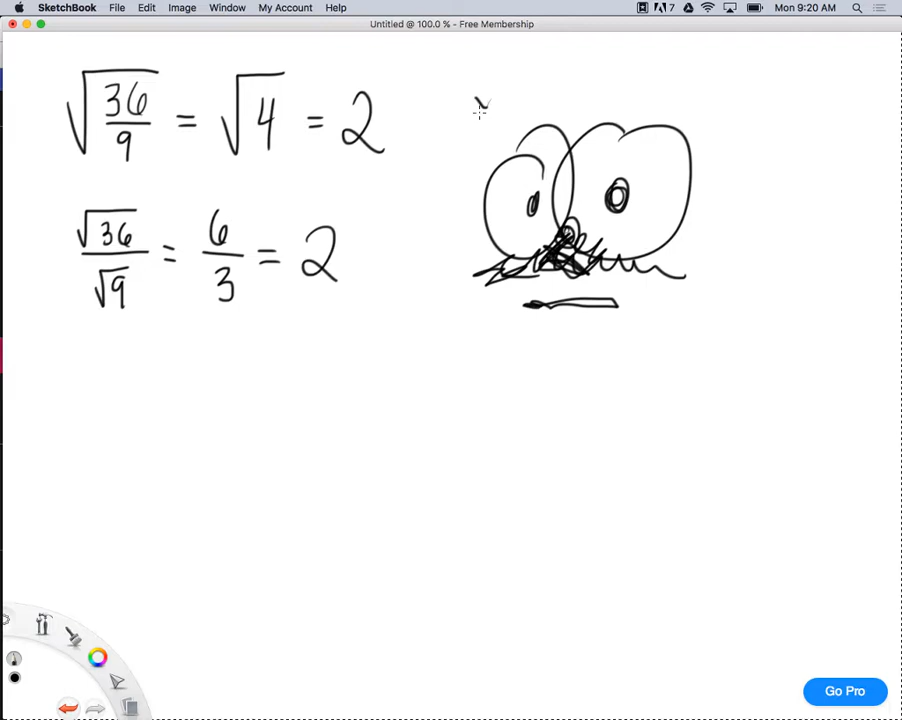 SketchBook File Edit Image Window My Account Help 7 Mon 9:20 AM
Untitled @ 100.0 % - Free Membership
√(36/9) = √4 = 2
√36/√9 = 6/3 = 2
Go Pro